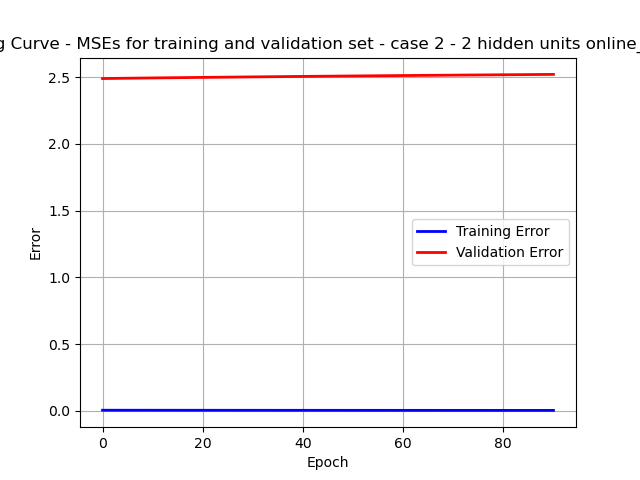 g Curve - MSEs for training and validation set - case 2 - 2 hidden units online_
2.5
2.0
1.5
1.0
0.5
0.0
Error
Training Error
Validation Error
0 20 40 60 80
Epoch